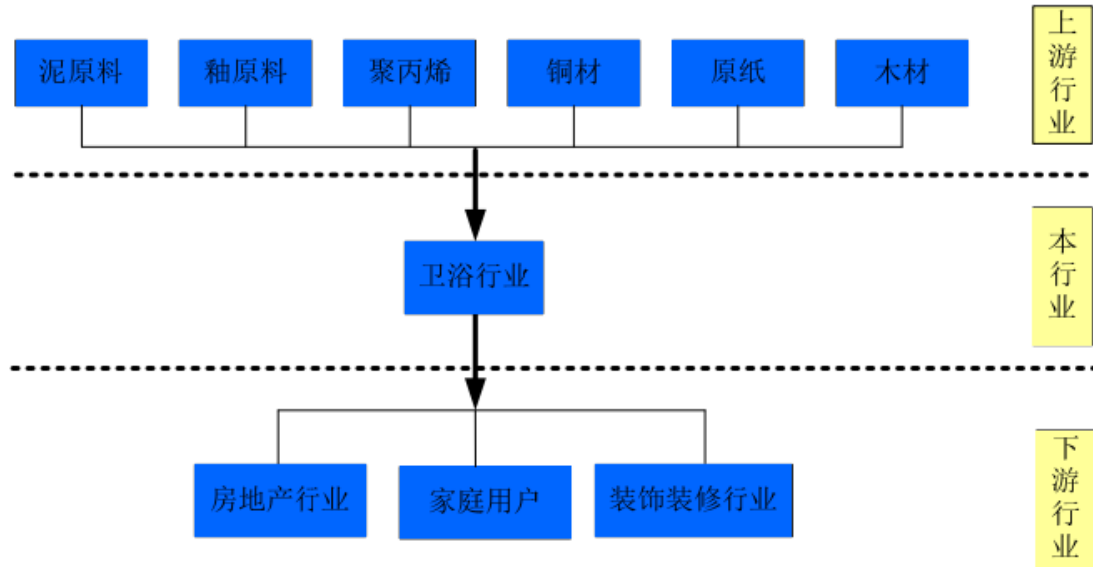 泥原料
釉原料
聚丙烯
铜材
原纸
木材
上游行业
卫浴行业
本行业
房地产行业
家庭用户
装饰装修行业
下游行业